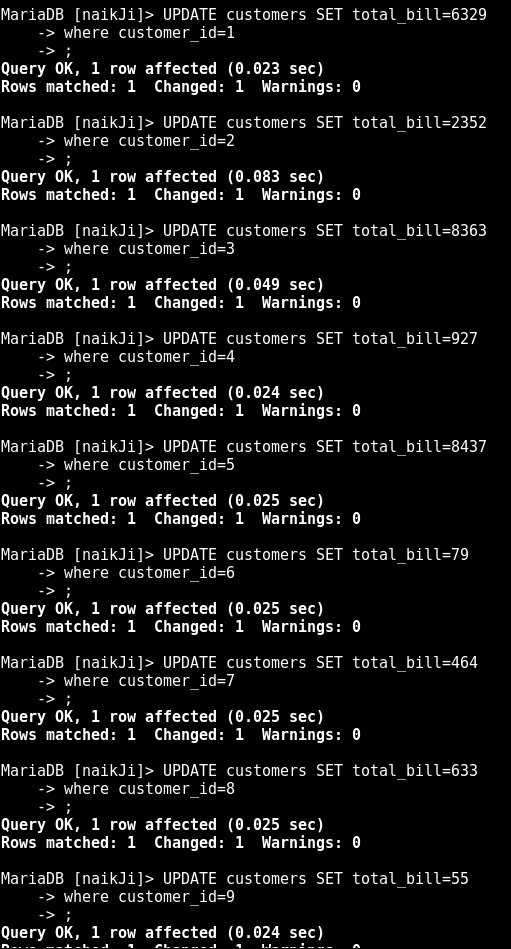 MariaDB [naikJi]> UPDATE customers SET total_bill=6329
    -> where customer_id=1
    -> ;
Query OK, 1 row affected (0.023 sec)
Rows matched: 1  Changed: 1  Warnings: 0

MariaDB [naikJi]> UPDATE customers SET total_bill=2352
    -> where customer_id=2
    -> ;
Query OK, 1 row affected (0.083 sec)
Rows matched: 1  Changed: 1  Warnings: 0

MariaDB [naikJi]> UPDATE customers SET total_bill=8363
    -> where customer_id=3
    -> ;
Query OK, 1 row affected (0.049 sec)
Rows matched: 1  Changed: 1  Warnings: 0

MariaDB [naikJi]> UPDATE customers SET total_bill=927
    -> where customer_id=4
    -> ;
Query OK, 1 row affected (0.024 sec)
Rows matched: 1  Changed: 1  Warnings: 0

MariaDB [naikJi]> UPDATE customers SET total_bill=8437
    -> where customer_id=5
    -> ;
Query OK, 1 row affected (0.025 sec)
Rows matched: 1  Changed: 1  Warnings: 0

MariaDB [naikJi]> UPDATE customers SET total_bill=79
    -> where customer_id=6
    -> ;
Query OK, 1 row affected (0.025 sec)
Rows matched: 1  Changed: 1  Warnings: 0

MariaDB [naikJi]> UPDATE customers SET total_bill=464
    -> where customer_id=7
    -> ;
Query OK, 1 row affected (0.025 sec)
Rows matched: 1  Changed: 1  Warnings: 0

MariaDB [naikJi]> UPDATE customers SET total_bill=633
    -> where customer_id=8
    -> ;
Query OK, 1 row affected (0.025 sec)
Rows matched: 1  Changed: 1  Warnings: 0

MariaDB [naikJi]> UPDATE customers SET total_bill=55
    -> where customer_id=9
    -> ;
Query OK, 1 row affected (0.024 sec)